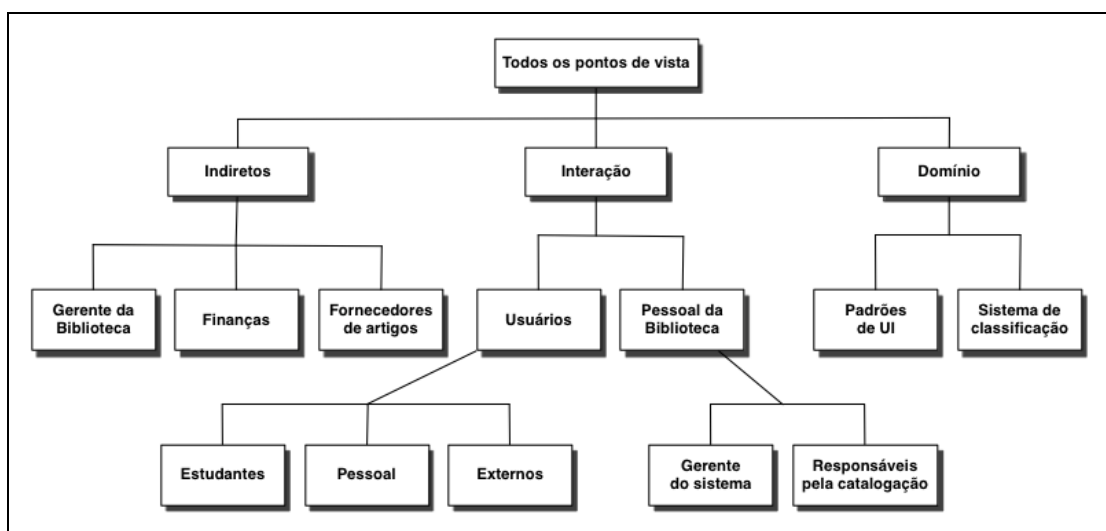 Todos os pontos de vista
Indiretos
Interação
Domínio
Gerente da
Biblioteca
Finanças
Fornecedores
de artigos
Usuários
Pessoal da
Biblioteca
Padrões
de UI
Sistema de
classificação
Estudantes
Pessoal
Externos
Gerente
do sistema
Responsáveis
pela catalogação